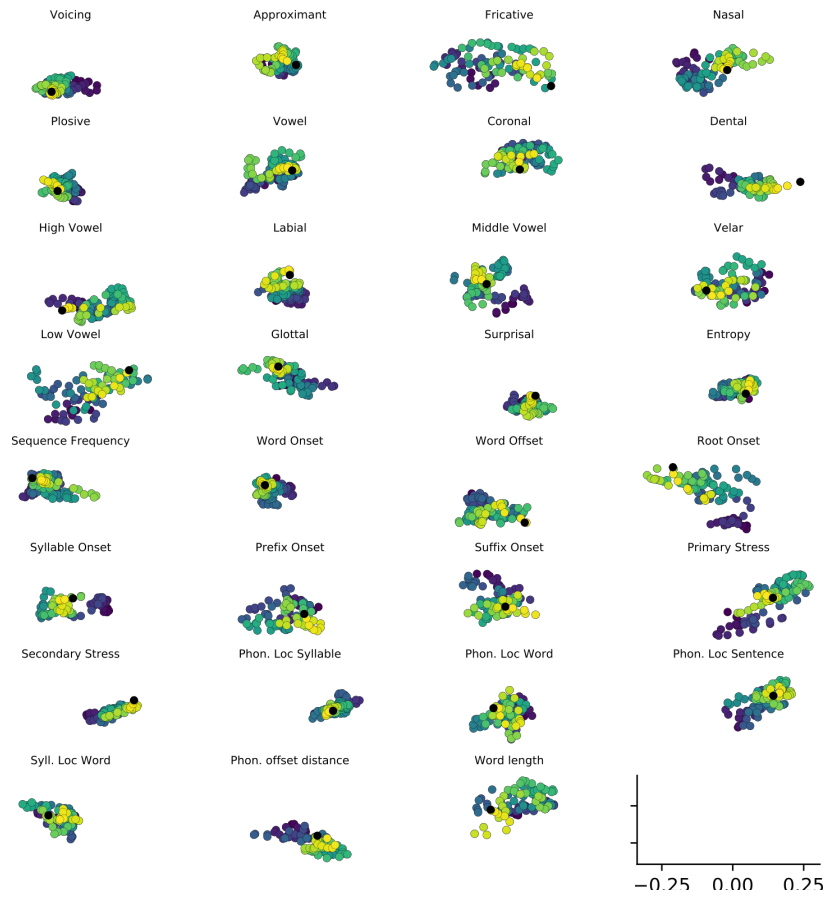 Voicing Approximant Fricative Nasal
Plosive Vowel Coronal Dental
High Vowel Labial Middle Vowel Velar
Low Vowel Glottal Surprisal Entropy
Sequence Frequency Word Onset Word Offset Root Onset
Syllable Onset Prefix Onset Suffix Onset Primary Stress
Secondary Stress Phon. Loc Syllable Phon. Loc Word Phon. Loc Sentence
Syll. Loc Word Phon. offset distance Word length
−0.25 0.00 0.25